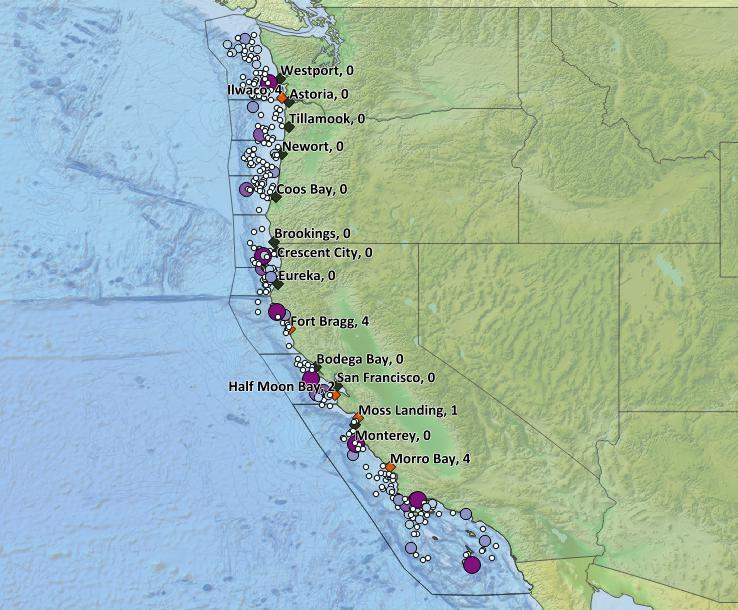 Westport, 0
Ilwaco, 4
Astoria, 0
Tillamook, 0
Newort, 0
Coos Bay, 0
Brookings, 0
Crescent City, 0
Eureka, 0
Fort Bragg, 4
Bodega Bay, 0
San Francisco, 0
Half Moon Bay, 2
Moss Landing, 1
Monterey, 0
Morro Bay, 4